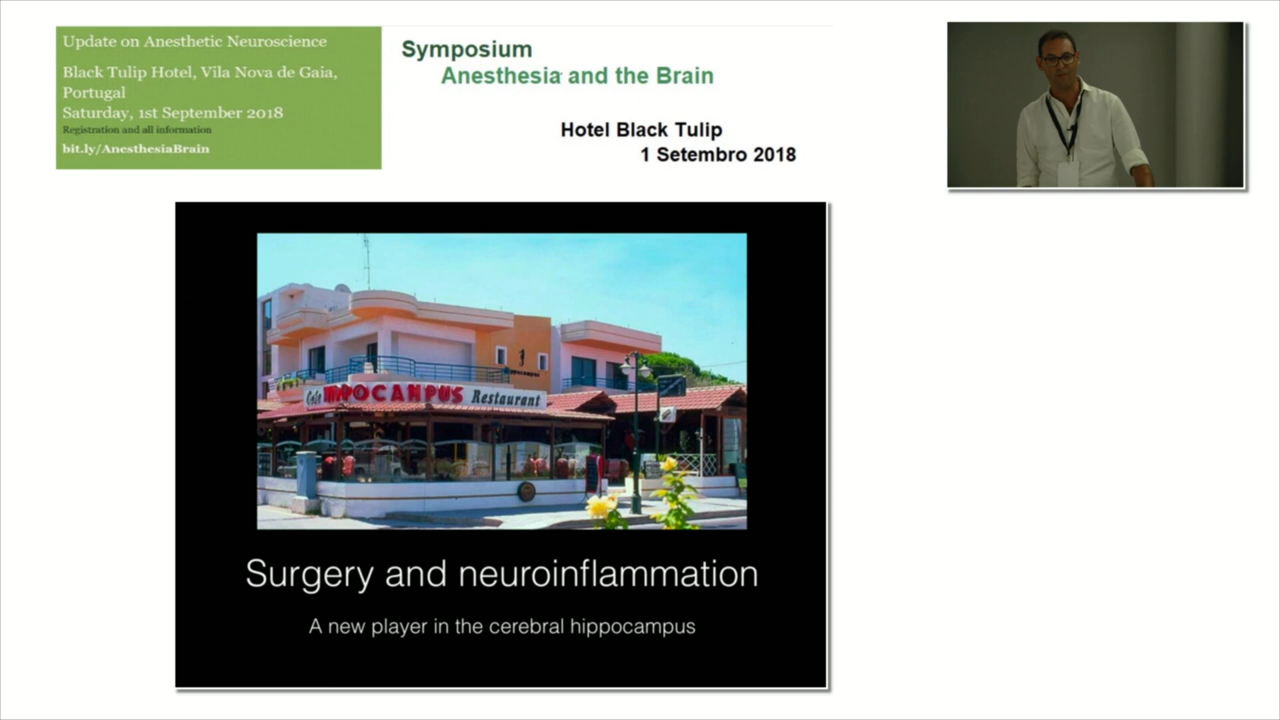 Update on Anesthetic Neuroscience
Black Tulip Hotel, Vila Nova de Gaia,
Portugal
Saturday, 1st September 2018
Registration and all information
bit.ly/AnesthesiaBrain
Symposium
Anesthesia and the Brain
Hotel Black Tulip
1 Setembro 2018
Cafe HIPPOCAMPUS Restaurant
Surgery and neuroinflammation
A new player in the cerebral hippocampus